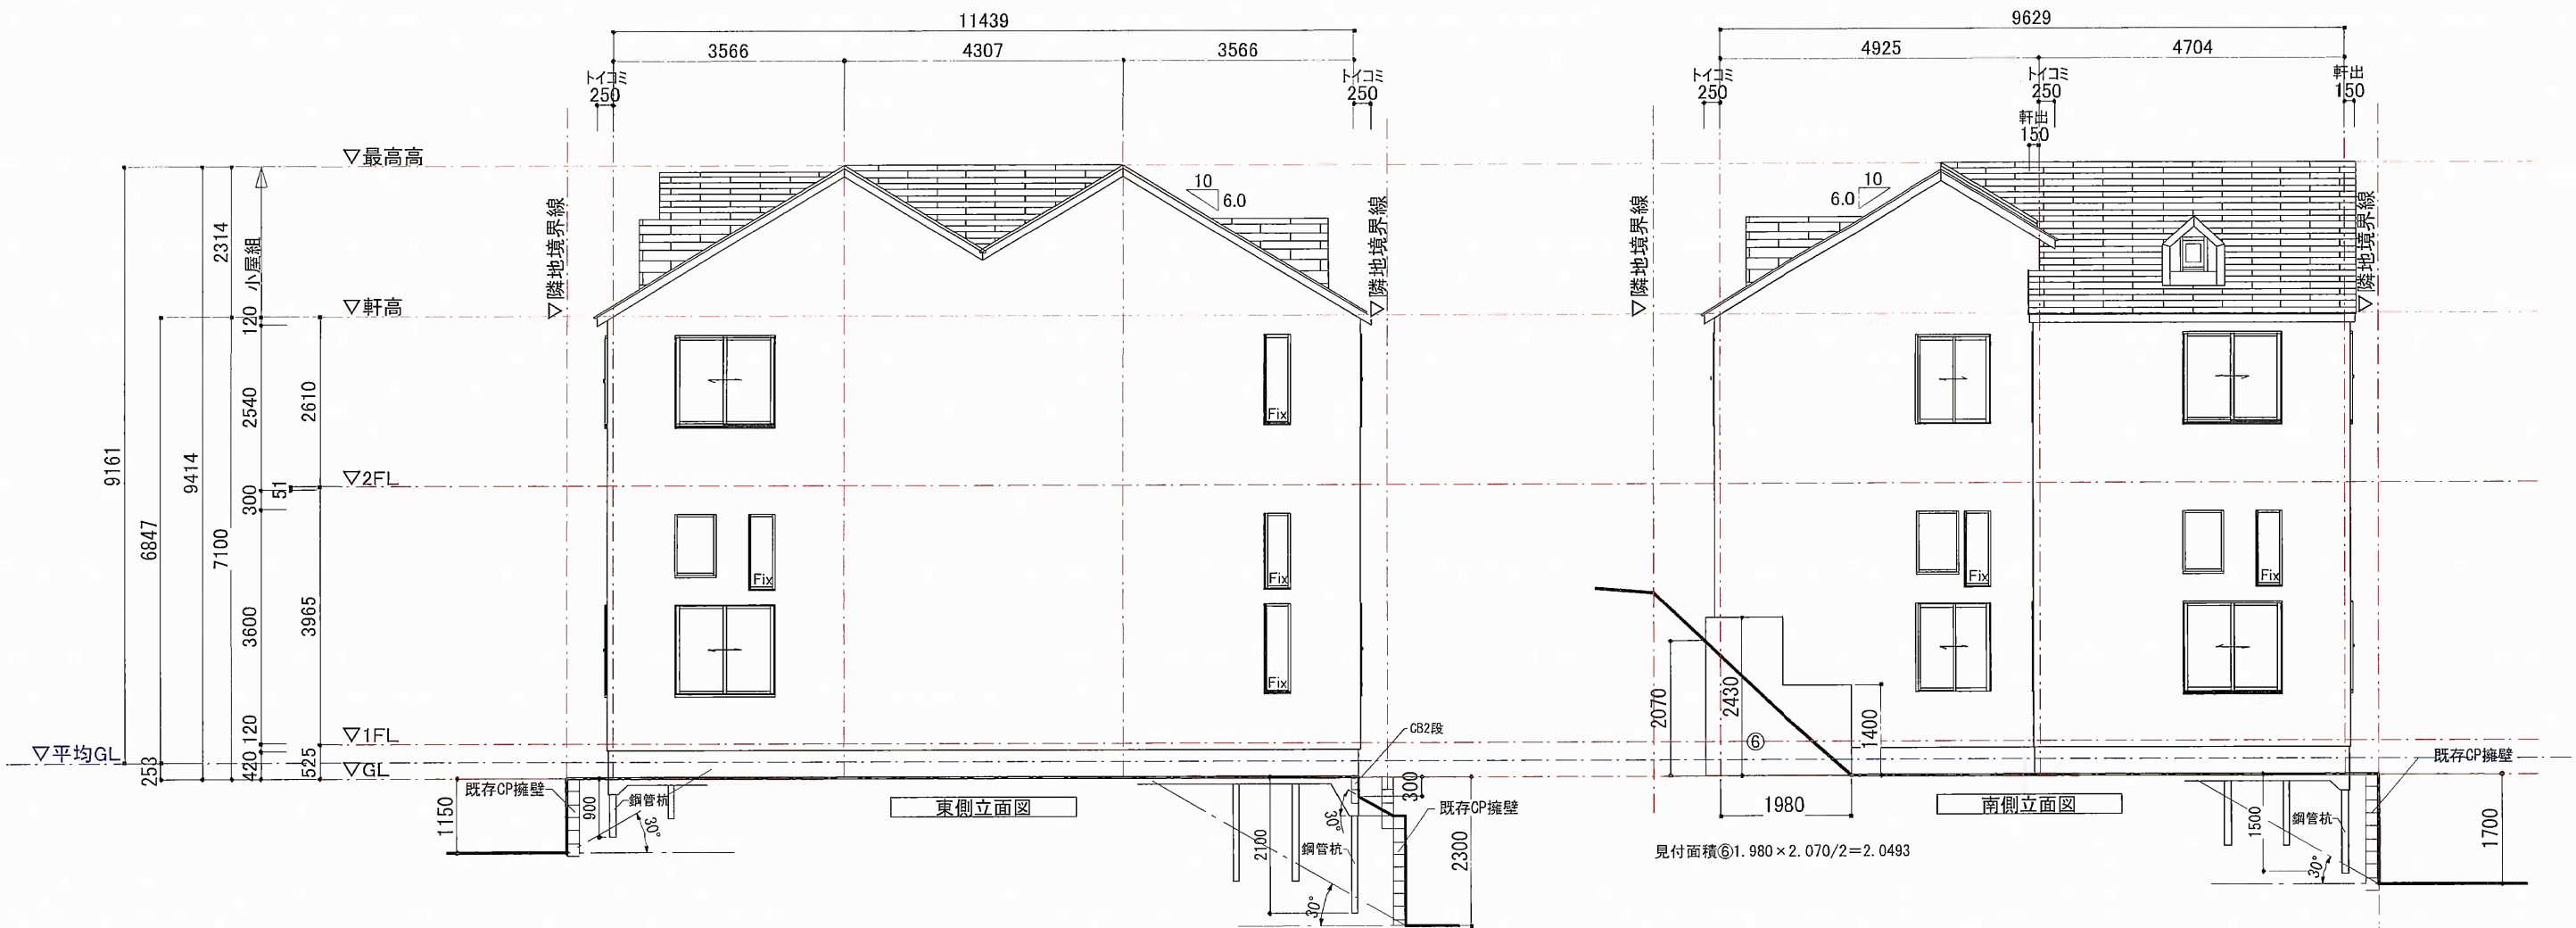 11439
3566
4307
3566
トイコミ
250
トイコミ
250
9629
4925
4704
トイコミ
250
トイコミ
250
軒出
150
軒出
150
▽最高高
10
6.0
10
6.0
▽隣地境界線
▽隣地境界線
▽隣地境界線
▽隣地境界線
2314
小屋組
▽軒高
120
2540
2610
9161
9414
▽2FL
300
51
6847
7100
3600
3965
Fix
Fix
Fix
Fix
Fix
Fix
120
▽1FL
▽平均GL
253
420
525
▽GL
1150
既存CP擁壁
900
鋼管杭
30°
東側立面図
CB2段
300
30°
既存CP擁壁
2100
鋼管杭
30°
2300
2070
2430
⑥
1400
1980
見付面積⑥1.980×2.070/2=2.0493
南側立面図
既存CP擁壁
1500
鋼管杭
30°
1700